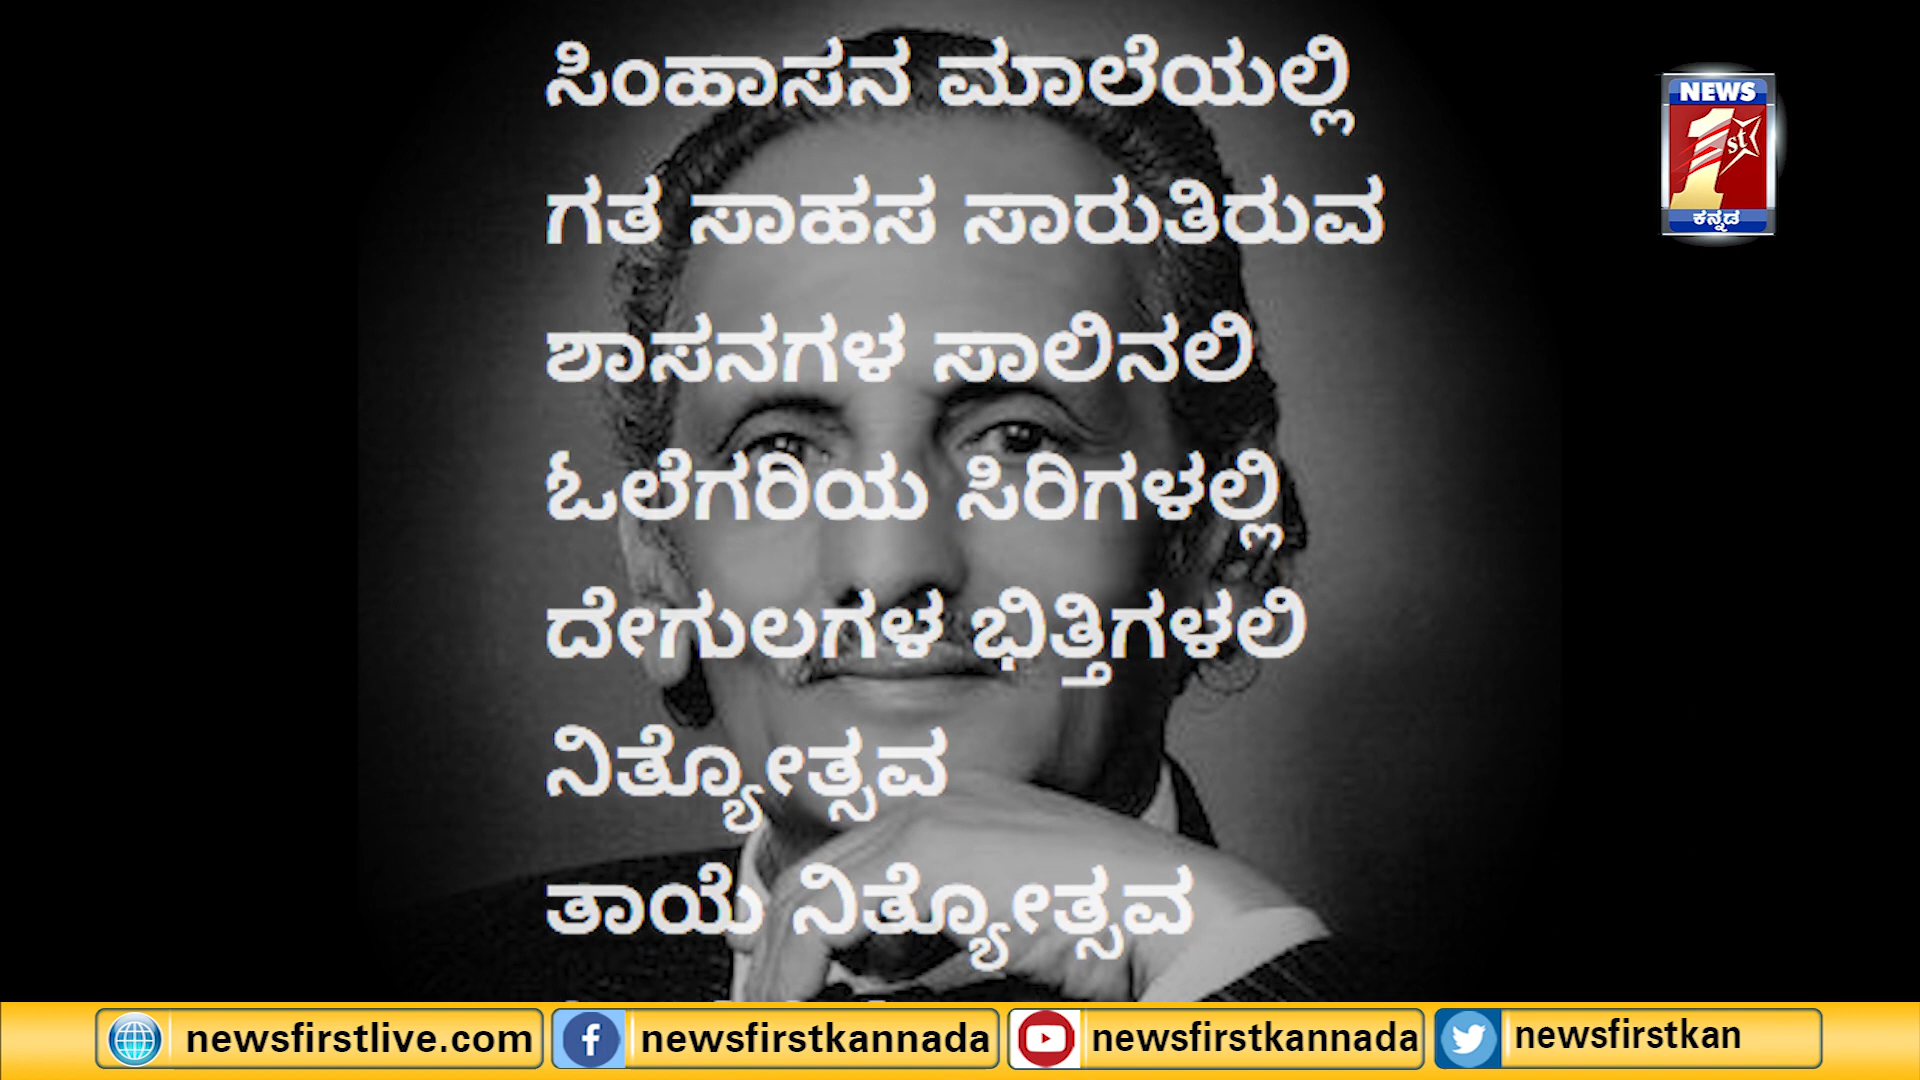 ಸಿಂಹಾಸನ ಮಾಲೆಯಲ್ಲಿ
NEWS
1st
ಕನ್ನಡ
ಗತ ಸಾಹಸ ಸಾರುತಿರುವ
ಶಾಸನಗಳ ಸಾಲಿನಲಿ
ಓಲೆಗರಿಯ ಸಿರಿಗಳಲ್ಲಿ
ದೇಗುಲಗಳ ಭಿತ್ತಿಗಳಲಿ
ನಿತ್ಯೋತ್ಸವ
ತಾಯೆ ನಿತ್ಯೋತ್ಸವ
newsfirstlive.com newsfirstkannada newsfirstkannada newsfirstkan